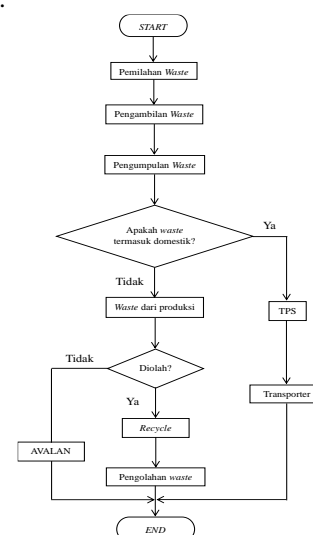 START
Pemilahan Waste
Pengambilan Waste
Pengumpulan Waste
Apakah waste
termasuk domestik?
Ya
Tidak
Waste dari produksi
TPS
Tidak
Diolah?
Ya
Transporter
Recycle
AVALAN
Pengolahan waste
END